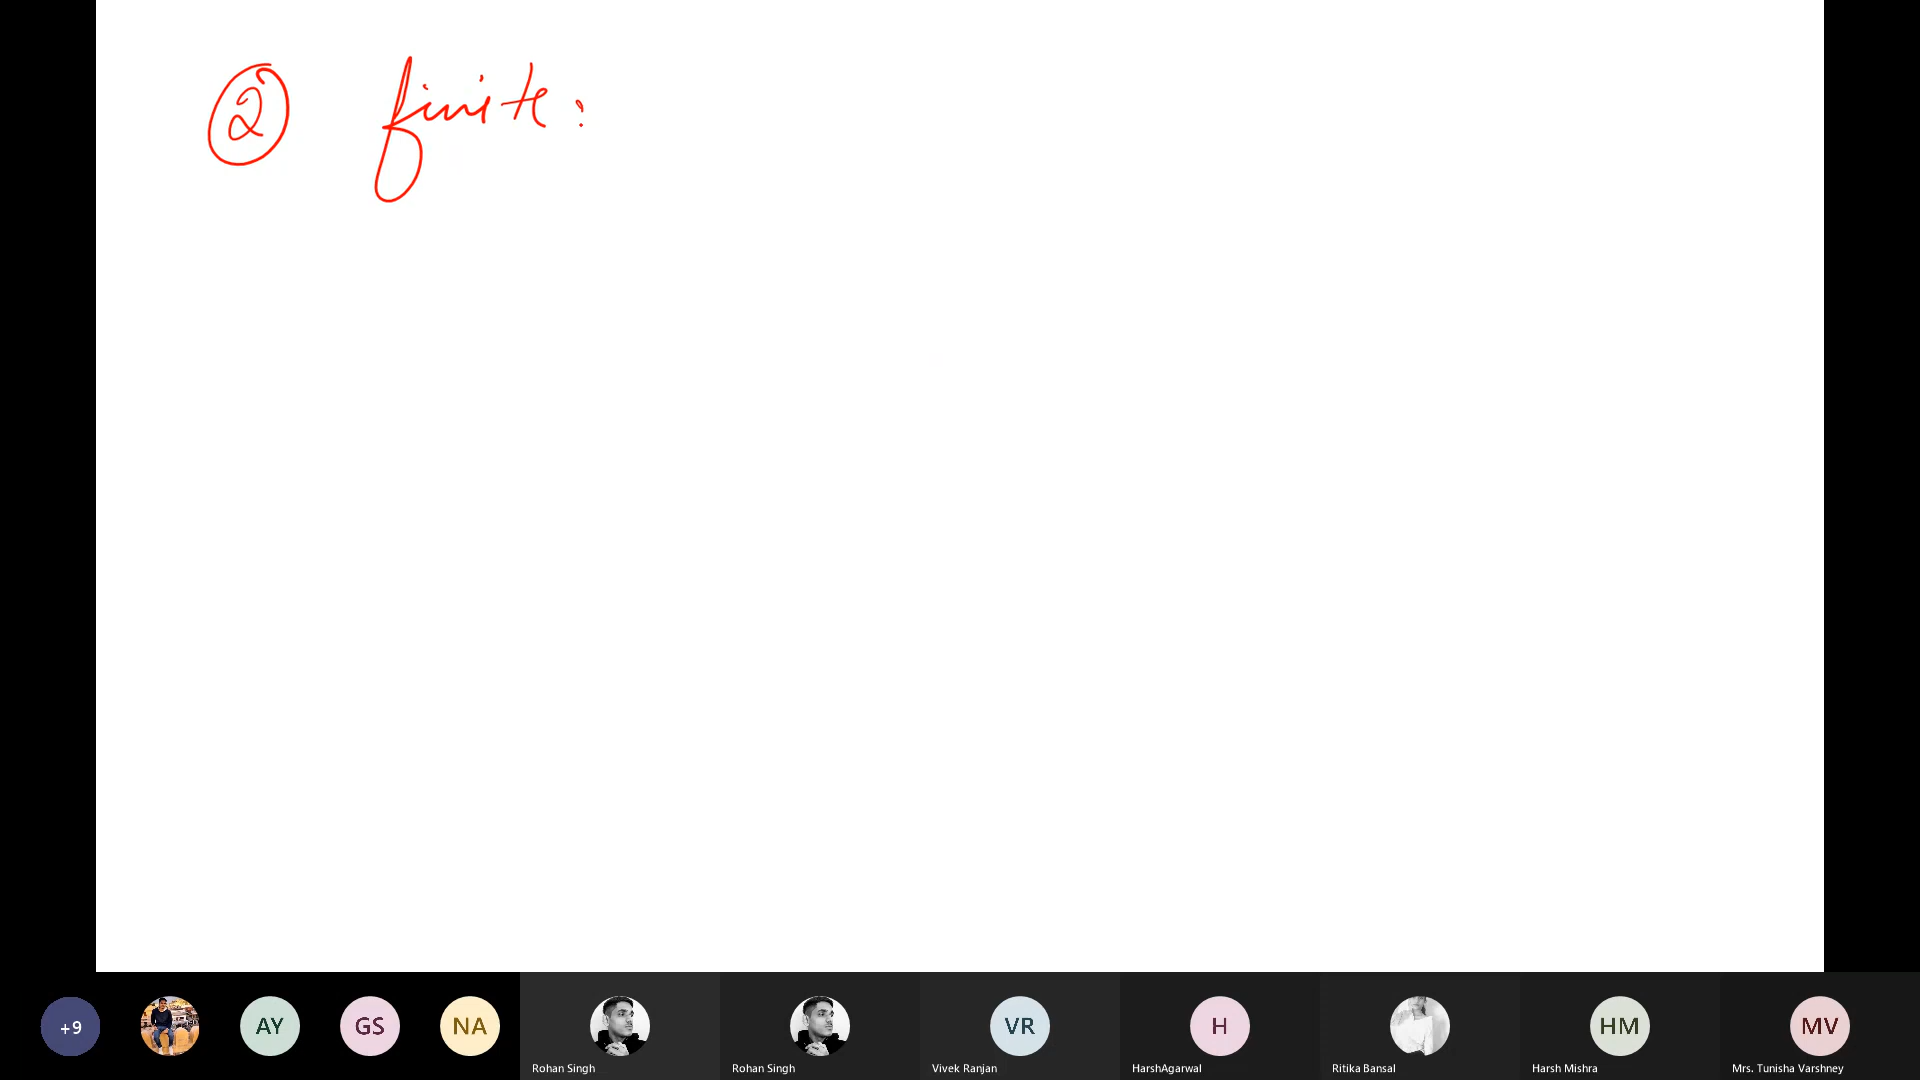 ② finite:
+9
AY
GS
NA
Rohan Singh
Rohan Singh
VR
Vivek Ranjan
H
HarshAgarwal
Ritika Bansal
HM
Harsh Mishra
MV
Mrs. Tunisha Varshney